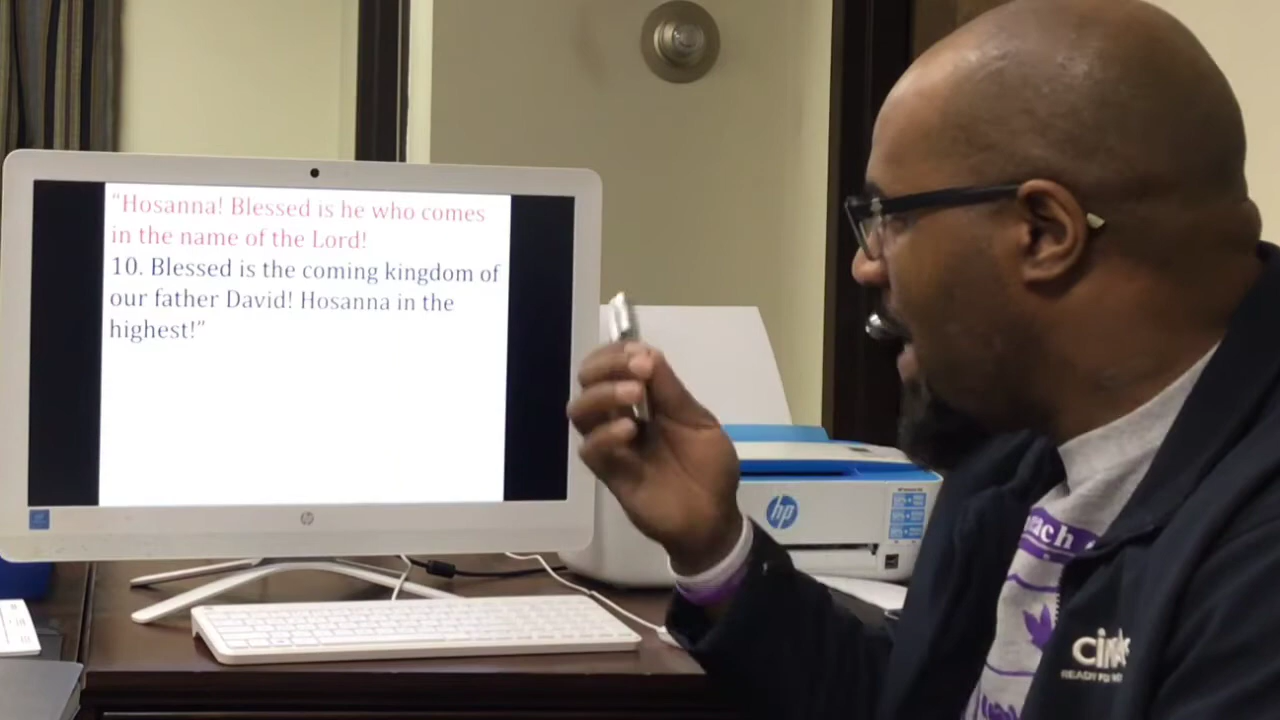 “Hosanna! Blessed is he who comes
in the name of the Lord!
10. Blessed is the coming kingdom of
our father David! Hosanna in the
highest!”
hp
hp